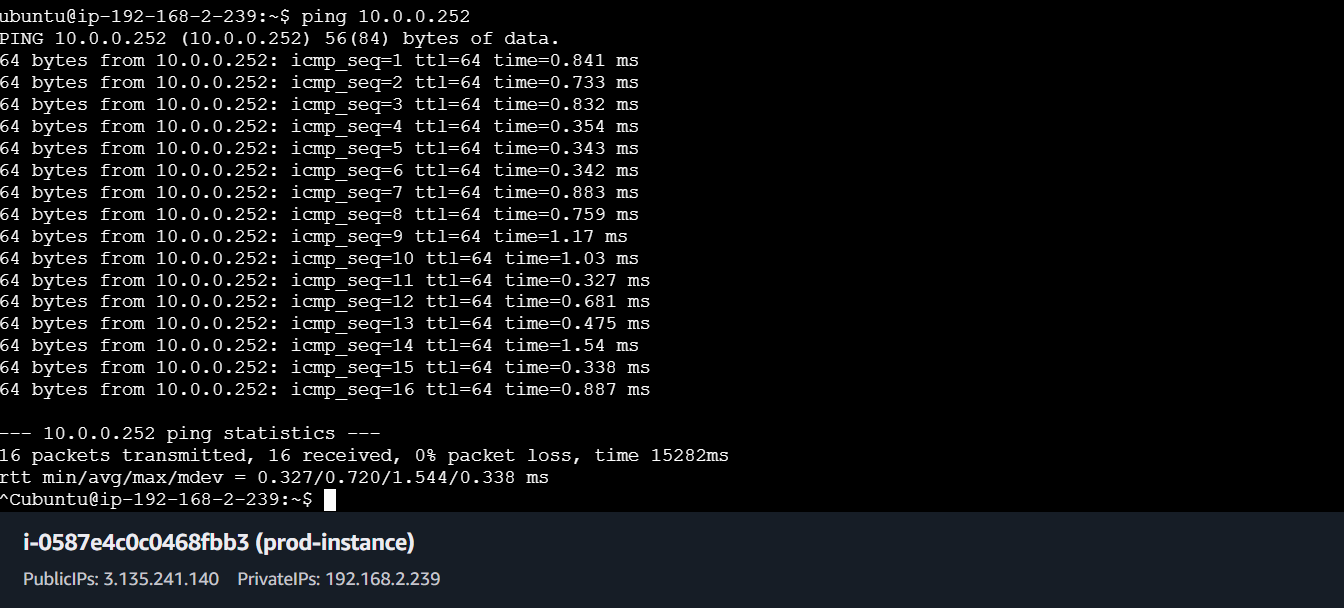 ubuntu@ip-192-168-2-239:~$ ping 10.0.0.252
PING 10.0.0.252 (10.0.0.252) 56(84) bytes of data.
64 bytes from 10.0.0.252: icmp_seq=1 ttl=64 time=0.841 ms
64 bytes from 10.0.0.252: icmp_seq=2 ttl=64 time=0.733 ms
64 bytes from 10.0.0.252: icmp_seq=3 ttl=64 time=0.832 ms
64 bytes from 10.0.0.252: icmp_seq=4 ttl=64 time=0.354 ms
64 bytes from 10.0.0.252: icmp_seq=5 ttl=64 time=0.343 ms
64 bytes from 10.0.0.252: icmp_seq=6 ttl=64 time=0.342 ms
64 bytes from 10.0.0.252: icmp_seq=7 ttl=64 time=0.883 ms
64 bytes from 10.0.0.252: icmp_seq=8 ttl=64 time=0.759 ms
64 bytes from 10.0.0.252: icmp_seq=9 ttl=64 time=1.17 ms
64 bytes from 10.0.0.252: icmp_seq=10 ttl=64 time=1.03 ms
64 bytes from 10.0.0.252: icmp_seq=11 ttl=64 time=0.327 ms
64 bytes from 10.0.0.252: icmp_seq=12 ttl=64 time=0.681 ms
64 bytes from 10.0.0.252: icmp_seq=13 ttl=64 time=0.475 ms
64 bytes from 10.0.0.252: icmp_seq=14 ttl=64 time=1.54 ms
64 bytes from 10.0.0.252: icmp_seq=15 ttl=64 time=0.338 ms
64 bytes from 10.0.0.252: icmp_seq=16 ttl=64 time=0.887 ms
--- 10.0.0.252 ping statistics ---
16 packets transmitted, 16 received, 0% packet loss, time 15282ms
rtt min/avg/max/mdev = 0.327/0.720/1.544/0.338 ms
^Cubuntu@ip-192-168-2-239:~$
i-0587e4c0c0468fbb3 (prod-instance)
PublicIPs: 3.135.241.140 PrivateIPs: 192.168.2.239